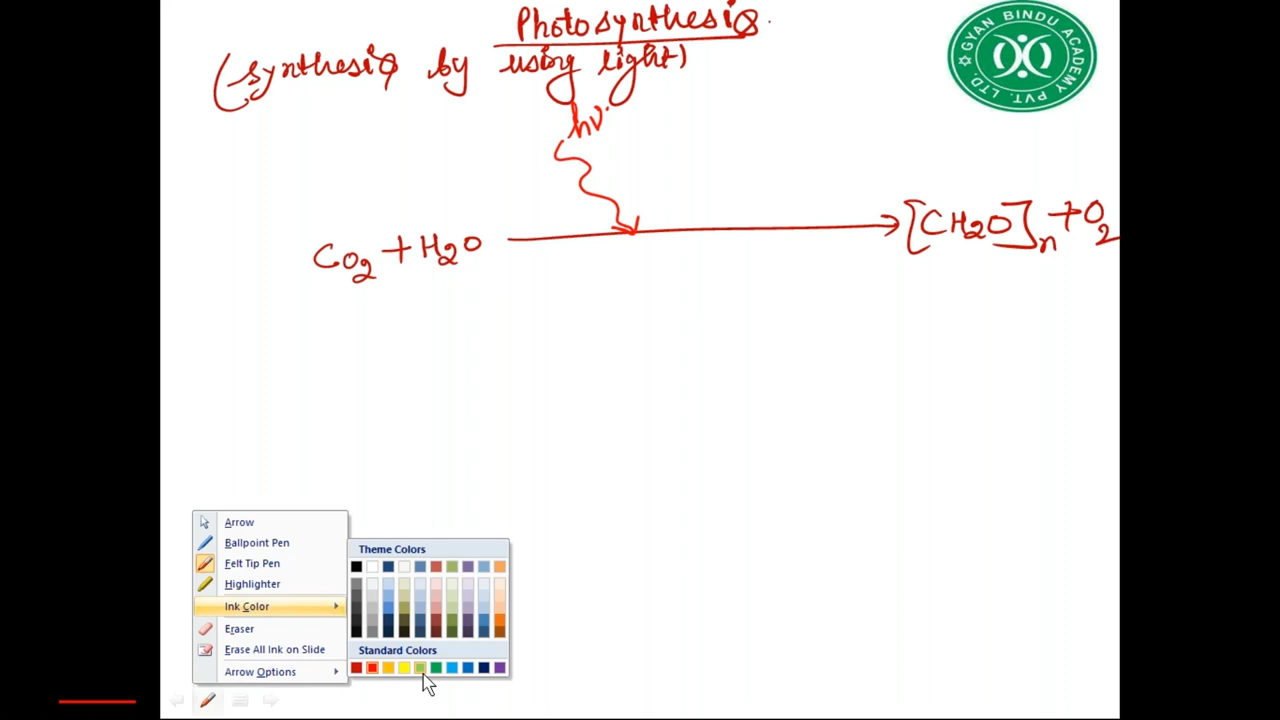 Photosynthesis
(synthesis by using light)
hν
CO2 + H2O → [CH2O]n + O2
GYAN BINDU ACADEMY PVT. LTD.
Arrow
Ballpoint Pen
Felt Tip Pen
Highlighter
Ink Color
Eraser
Erase All Ink on Slide
Arrow Options
Theme Colors
Standard Colors